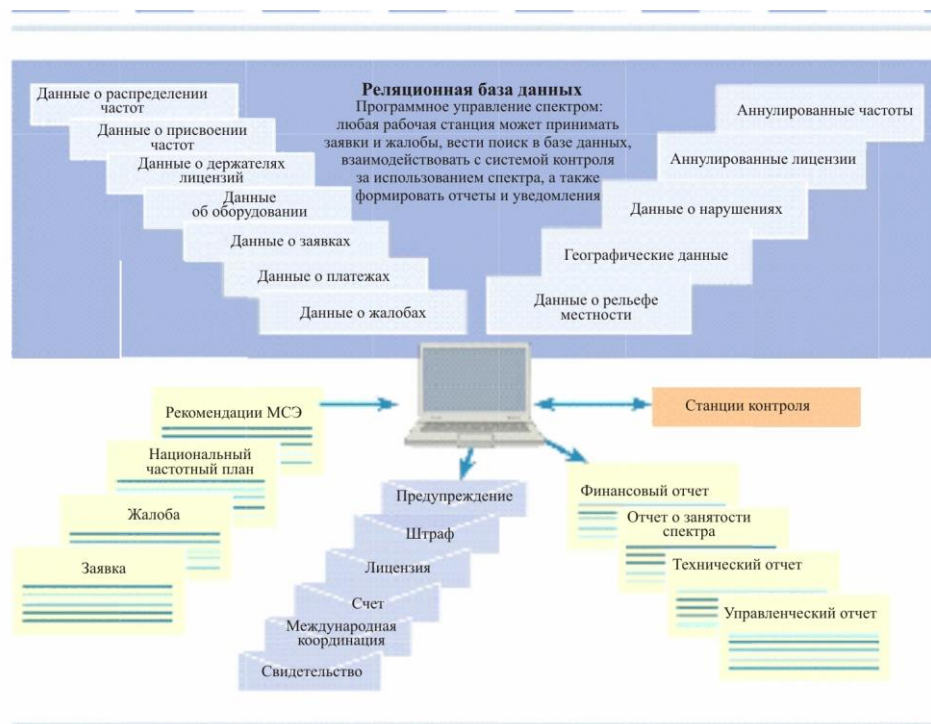 Реляционная база данных
Программное управление спектром:
любая рабочая станция может принимать
заявки и жалобы, вести поиск в базе данных,
взаимодействовать с системой контроля
за использованием спектра, а также
формировать отчеты и уведомления
Данные о распределении
частот
Данные о присвоении
частот
Данные о держателях
лицензий
Данные
об оборудовании
Данные о заявках
Данные о платежах
Данные о жалобах
Аннулированные частоты
Аннулированные лицензии
Данные о нарушениях
Географические данные
Данные о рельефе
местности
Рекомендации МСЭ
Национальный
частотный план
Жалоба
Заявка
Станции контроля
Предупреждение
Штраф
Лицензия
Счет
Международная
координация
Свидетельство
Финансовый отчет
Отчет о занятости
спектра
Технический отчет
Управленческий отчет